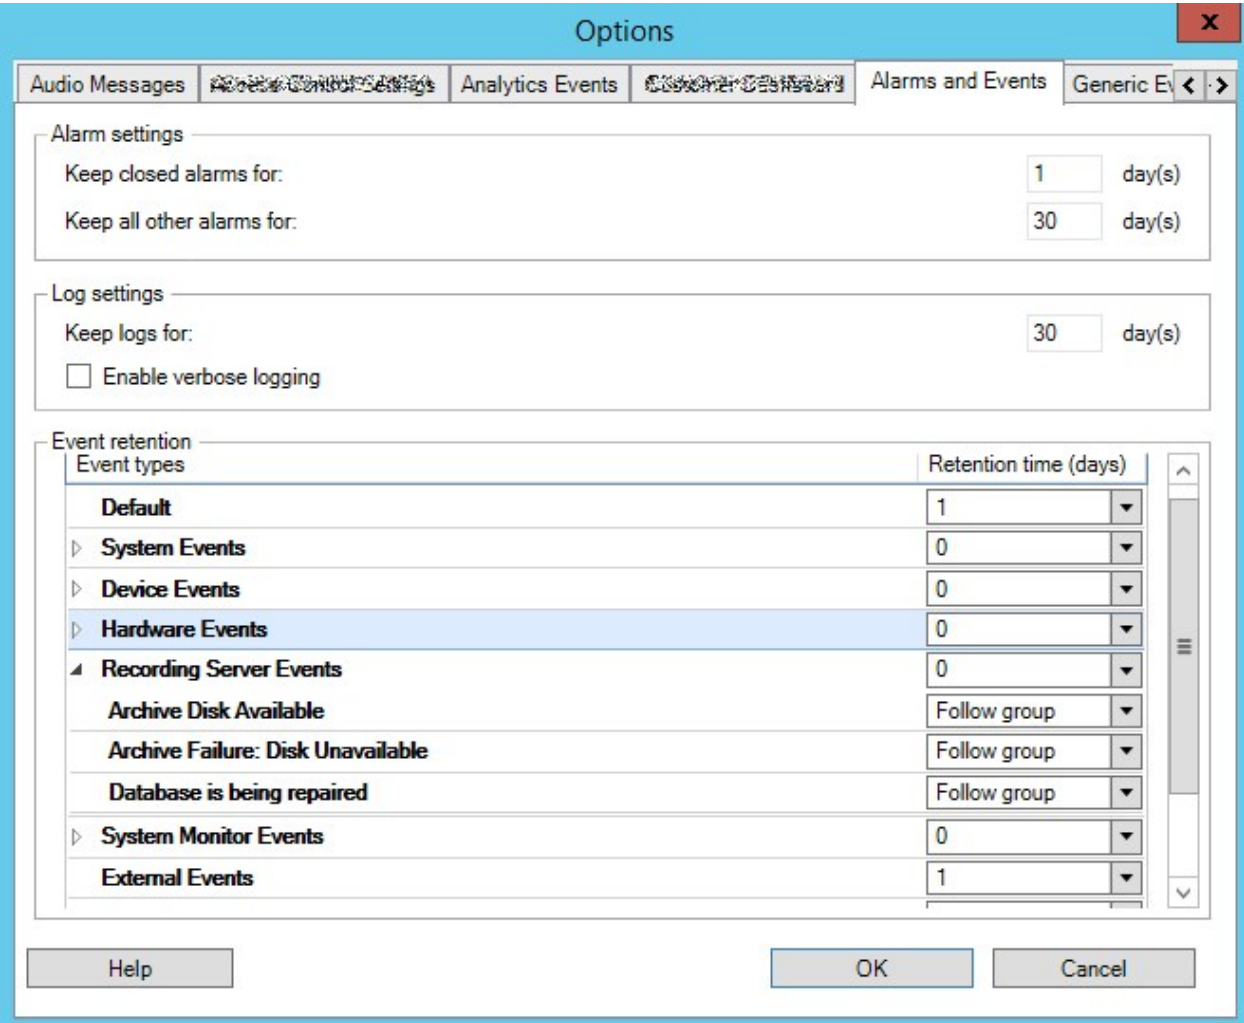 Options
x
Audio Messages
Analytics Events
Alarms and Events
Generic Ev
Alarm settings
Keep closed alarms for: 1 day(s)
Keep all other alarms for: 30 day(s)
Log settings
Keep logs for: 30 day(s)
Enable verbose logging
Event retention
Event types Retention time (days)
Default 1
System Events 0
Device Events 0
Hardware Events 0
Recording Server Events 0
Archive Disk Available Follow group
Archive Failure: Disk Unavailable Follow group
Database is being repaired Follow group
System Monitor Events 0
External Events 1
Help OK Cancel